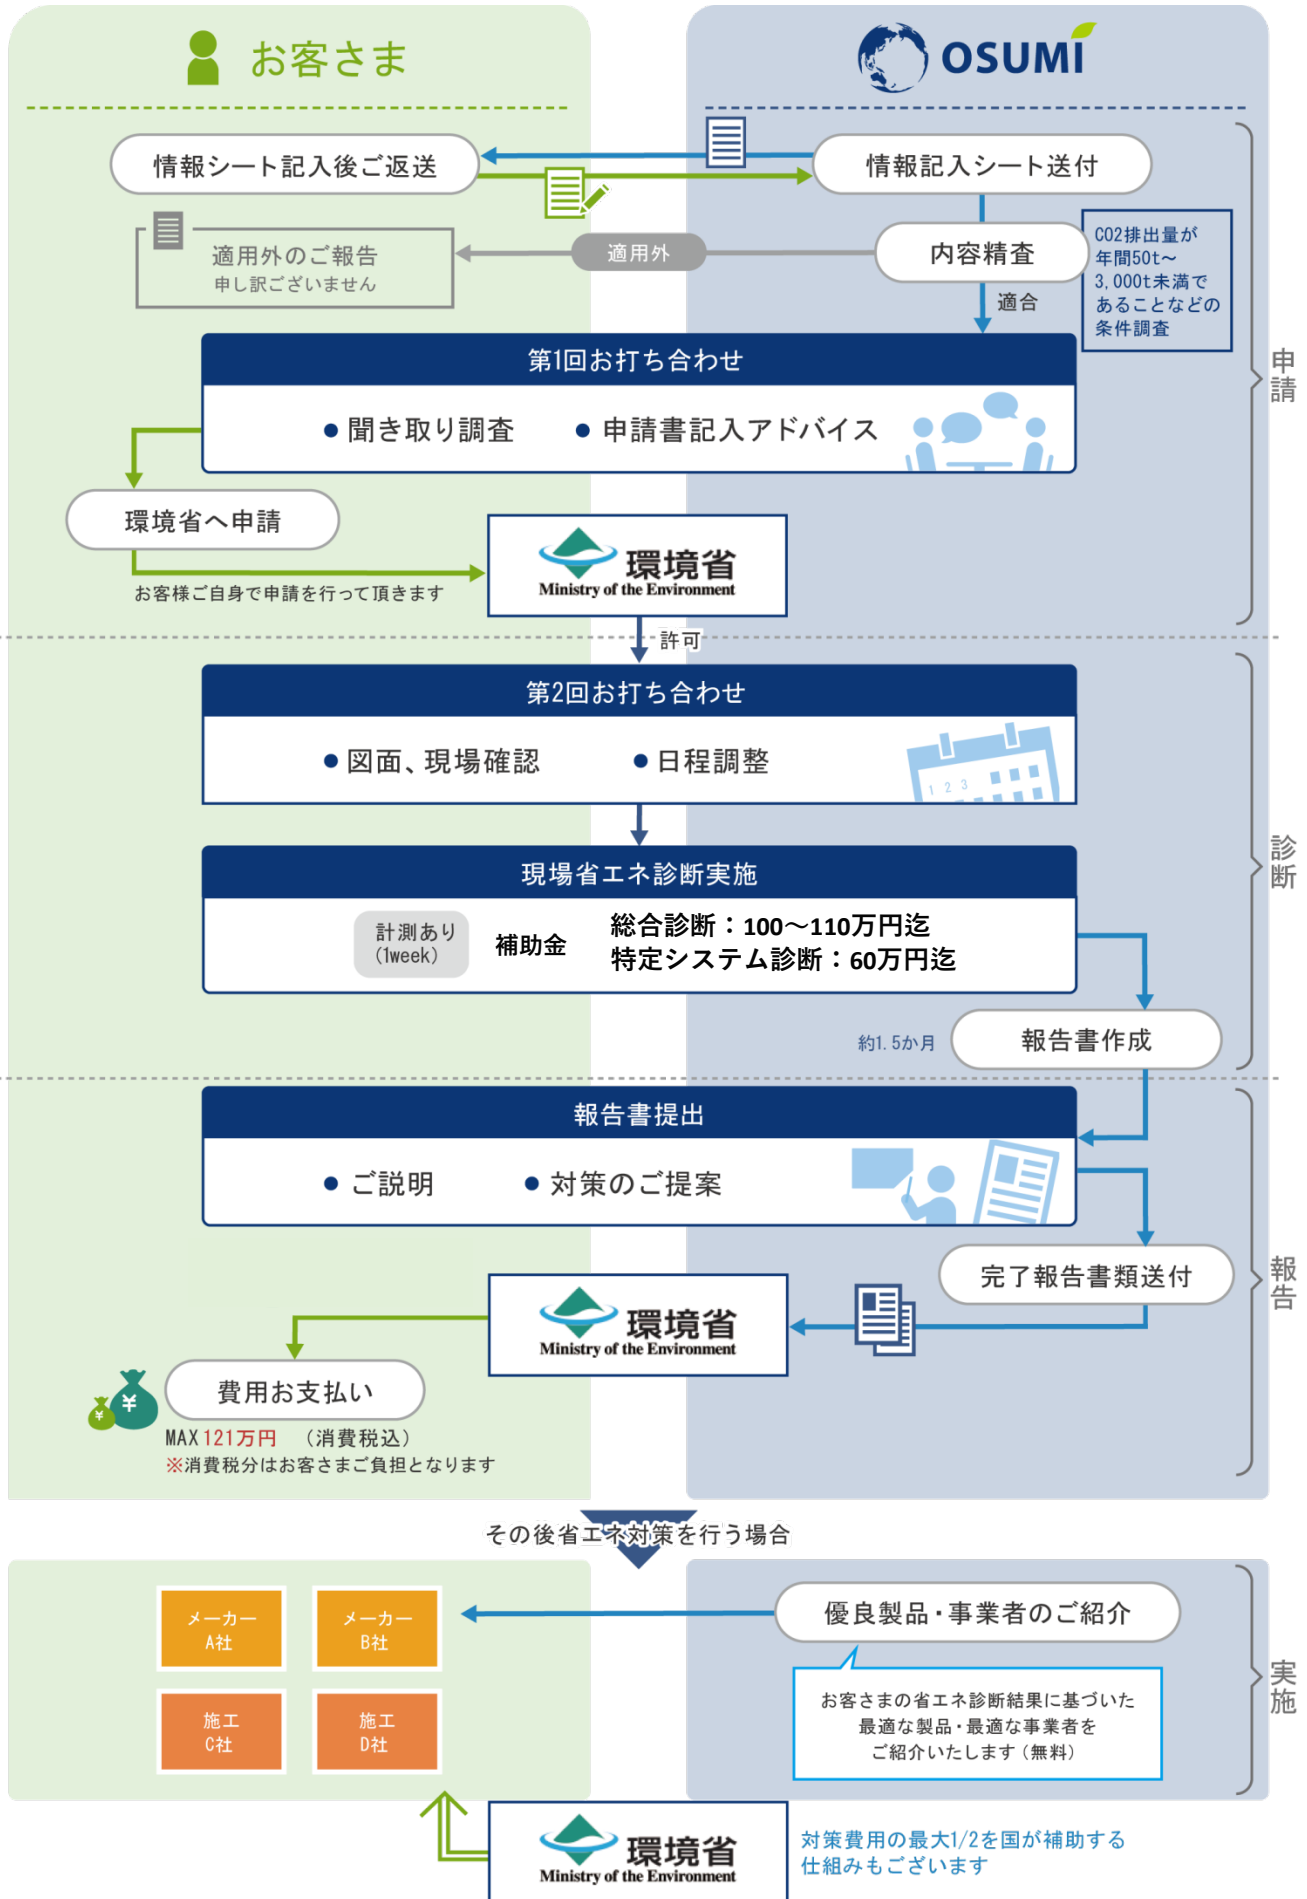 お客さま
OSUMI
情報シート記入後ご返送
情報記入シート送付
適用外のご報告
申し訳ございません
適用外
内容精査
CO2排出量が
年間50t～
3,000t未満で
あることなどの
条件調査
適合
第1回お打ち合わせ
●聞き取り調査 ●申請書記入アドバイス
申請
環境省へ申請
お客様ご自身で申請を行って頂きます
環境省
Ministry of the Environment
許可
第2回お打ち合わせ
●図面、現場確認 ●日程調整
1 2 3
現場省エネ診断実施
計測あり
(1week)
補助金
総合診断：100～110万円迄
特定システム診断：60万円迄
診断
約1.5か月
報告書作成
報告書提出
●ご説明 ●対策のご提案
完了報告書類送付
報告
環境省
Ministry of the Environment
費用お支払い
¥ ¥
MAX 121万円 （消費税込）
※消費税分はお客さまご負担となります
その後省エネ対策を行う場合
メーカー
A社
メーカー
B社
施工
C社
施工
D社
優良製品・事業者のご紹介
お客さまの省エネ診断結果に基づいた
最適な製品・最適な事業者を
ご紹介いたします（無料）
実施
環境省
Ministry of the Environment
対策費用の最大1/2を国が補助する
仕組みもございます